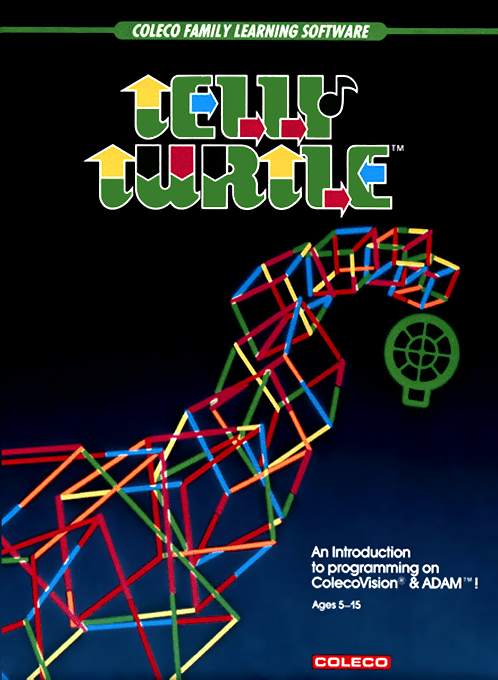 COLECO FAMILY LEARNING SOFTWARE
tELLY
tURtLE™
An Introduction
to programming on
ColecoVision® & ADAM™!
Ages 5–15
COLECO